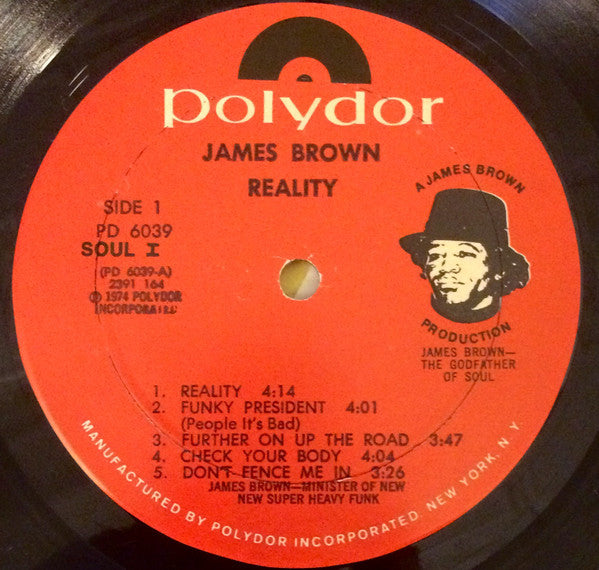 polydor
JAMES BROWN
REALITY
SIDE 1
PD 6039
SOUL I
(PD 6039-A)
2391 164
℗ 1974 POLYDOR
INCORPORATED
A JAMES BROWN
PRODUCTION
JAMES BROWN—
THE GODFATHER
OF SOUL
1. REALITY 4:14
2. FUNKY PRESIDENT 4:01
(People It's Bad)
3. FURTHER ON UP THE ROAD 3:47
4. CHECK YOUR BODY 4:04
5. DON'T FENCE ME IN 3:26
JAMES BROWN—MINISTER OF NEW
NEW SUPER HEAVY FUNK
MANUFACTURED BY POLYDOR INCORPORATED, NEW YORK, N.Y.